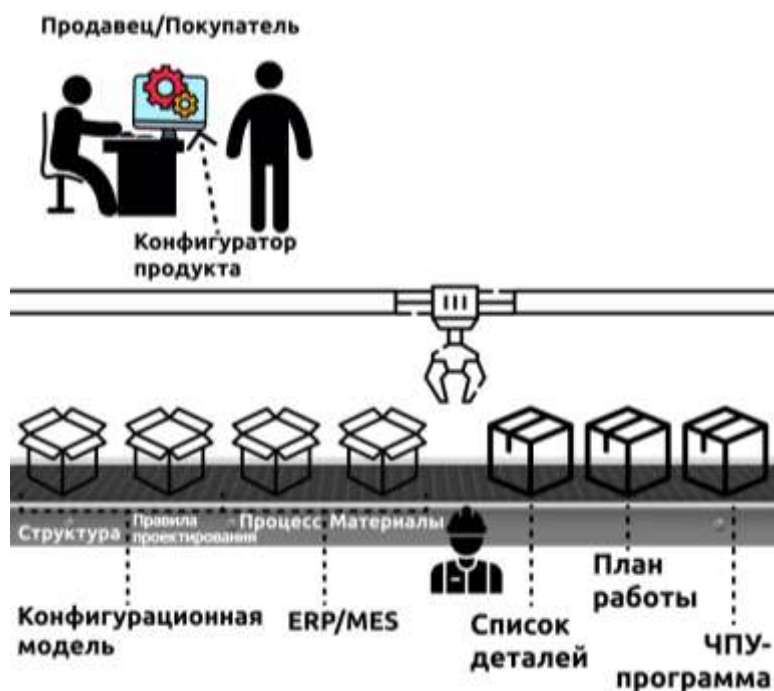 Продавец/Покупатель
Конфигуратор
продукта
Структура
Правила
проектирования
Процесс
Материалы
Конфигурационная
модель
ERP/MES
Список
деталей
План
работы
ЧПУ-
программа